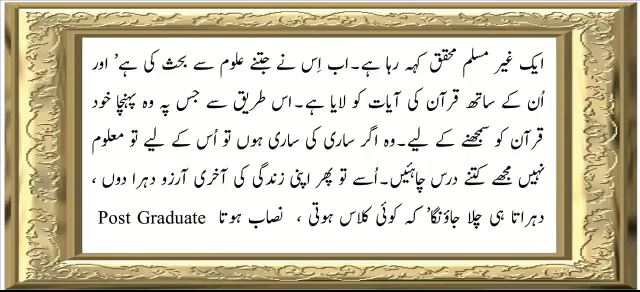 ایک غیر مسلم محقق کہہ رہا ہے۔اب اِس نے جتنے علوم سے بحث کی ہے’ اور
اُن کے ساتھ قرآن کی آیات کو لایا ہے۔اس طریق سے جس پہ وہ پہنچا خود
قرآن کو سمجھنے کے لیے۔وہ اگر ساری کی ساری ہوں تو اُس کے لیے تو معلوم
نہیں مجھے کتنے درس چاہئیں۔اُسے تو پھر اپنی زندگی کی آخری آرزو دہرا دوں ،
دہراتا ہی چلا جاؤنگا’ کہ کوئی کلاس ہوتی ، نصاب ہوتا Post Graduate